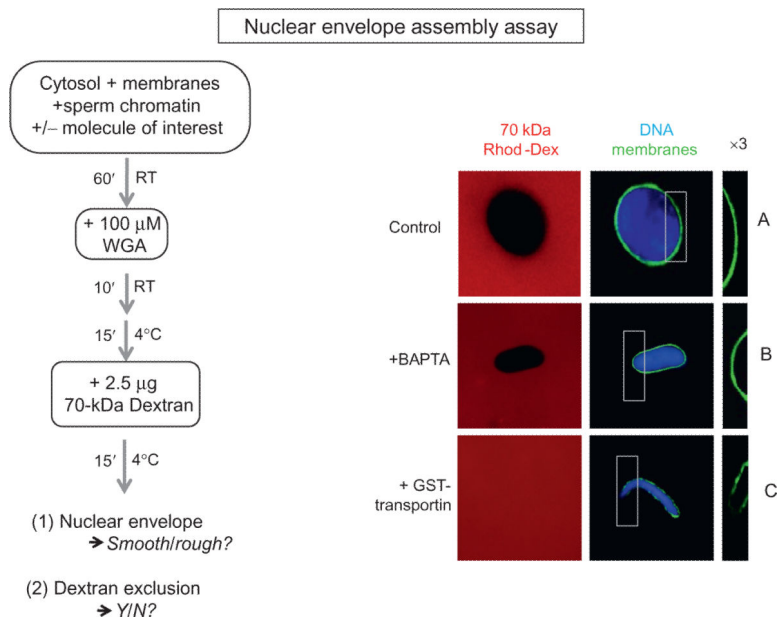 Nuclear envelope assembly assay
Cytosol + membranes
+sperm chromatin
+/– molecule of interest
60′ RT
+ 100 μM
WGA
10′ RT
15′ 4°C
+ 2.5 μg
70-kDa Dextran
15′ 4°C
(1) Nuclear envelope
➔ Smooth/rough?
(2) Dextran exclusion
➔ Y/N?
70 kDa
Rhod-Dex
DNA
membranes
×3
Control
A
+BAPTA
B
+ GST-
transportin
C